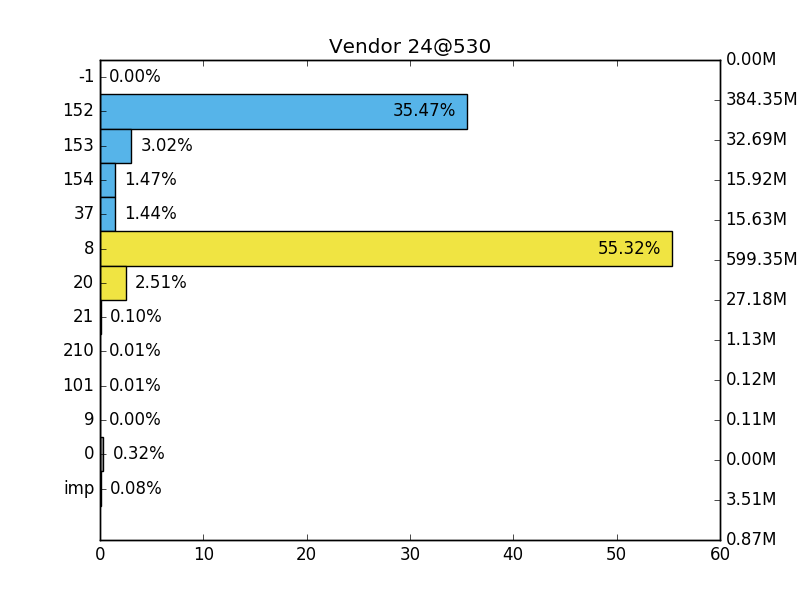 Vendor 24@530
-1 0.00% 0.00M
152 35.47% 384.35M
153 3.02% 32.69M
154 1.47% 15.92M
37 1.44% 15.63M
8 55.32% 599.35M
20 2.51% 27.18M
21 0.10% 1.13M
210 0.01% 0.12M
101 0.01% 0.11M
9 0.00% 0.00M
0 0.32% 3.51M
imp 0.08% 0.87M
0 10 20 30 40 50 60